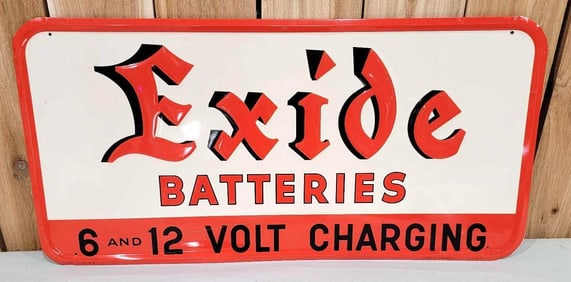 Exide
BATTERIES
6 AND 12 VOLT CHARGING